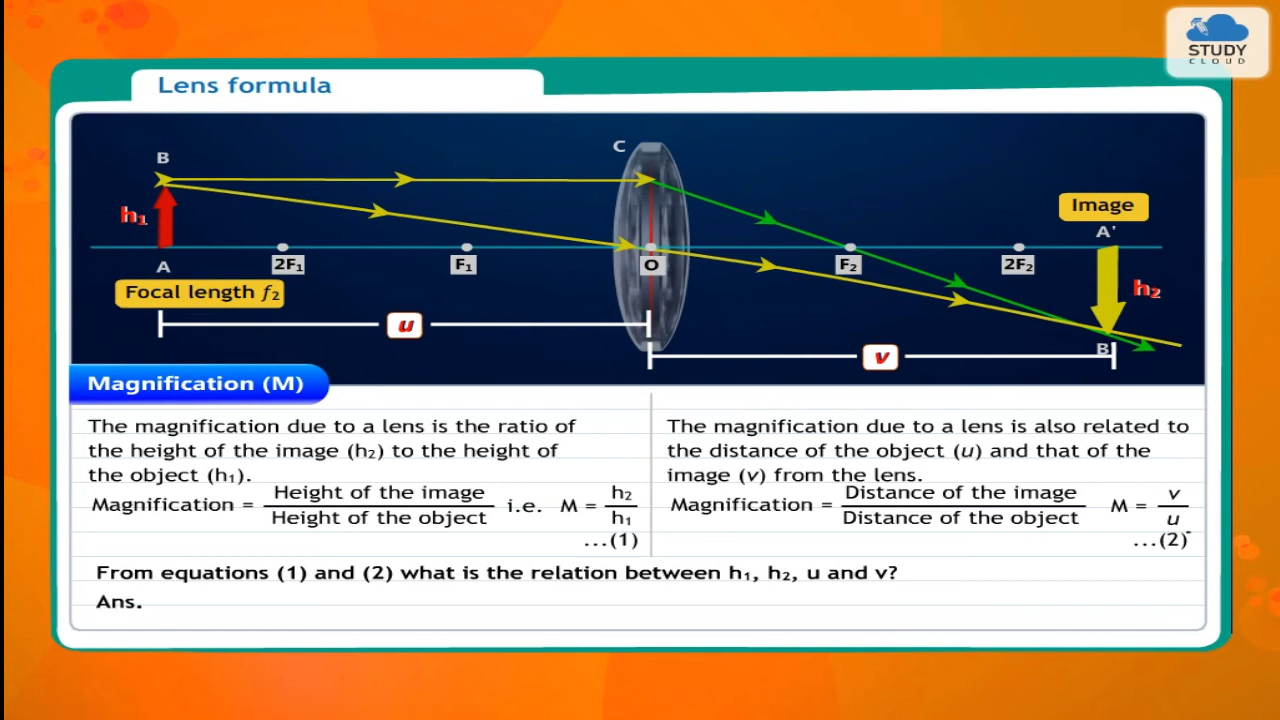 STUDY
CLOUD
Lens formula
B
C
h₁
Image
A'
A
2F₁
F₁
O
F₂
2F₂
h₂
Focal length f₂
u
v
B
Magnification (M)
The magnification due to a lens is the ratio of
the height of the image (h₂) to the height of
the object (h₁).
Magnification = Height of the image / Height of the object i.e. M = h₂ / h₁
...(1)
The magnification due to a lens is also related to
the distance of the object (u) and that of the
image (v) from the lens.
Magnification = Distance of the image / Distance of the object M = v / u
...(2)
From equations (1) and (2) what is the relation between h₁, h₂, u and v?
Ans.